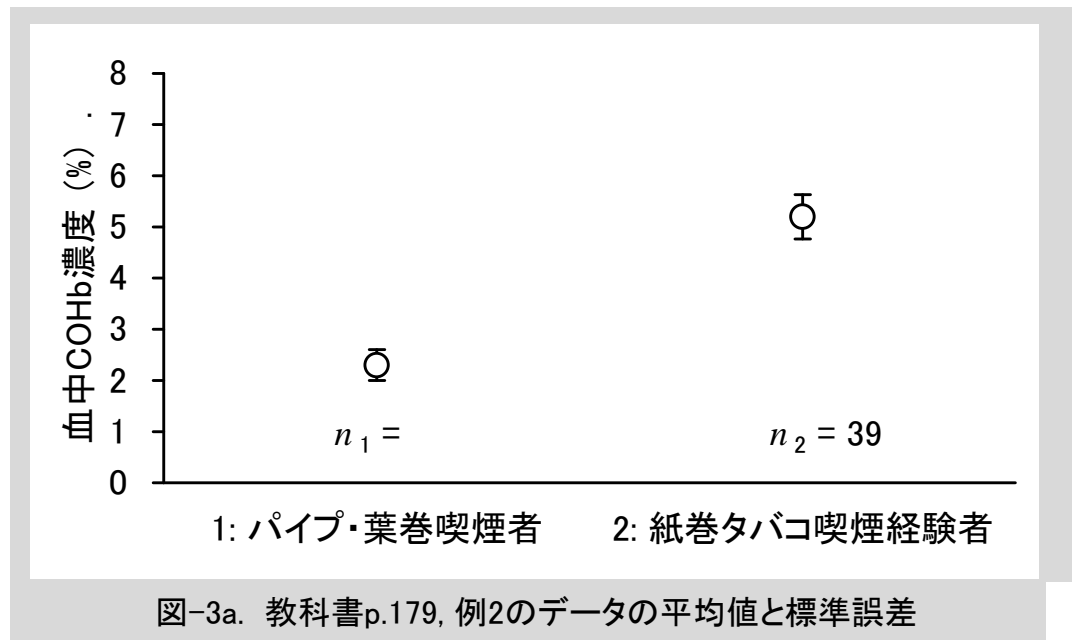 血中COHb濃度 (%) .
8
7
6
5
4
3
2
1
0
n 1 =
n 2 = 39
1: パイプ・葉巻喫煙者
2: 紙巻タバコ喫煙経験者
図-3a. 教科書p.179, 例2のデータの平均値と標準誤差